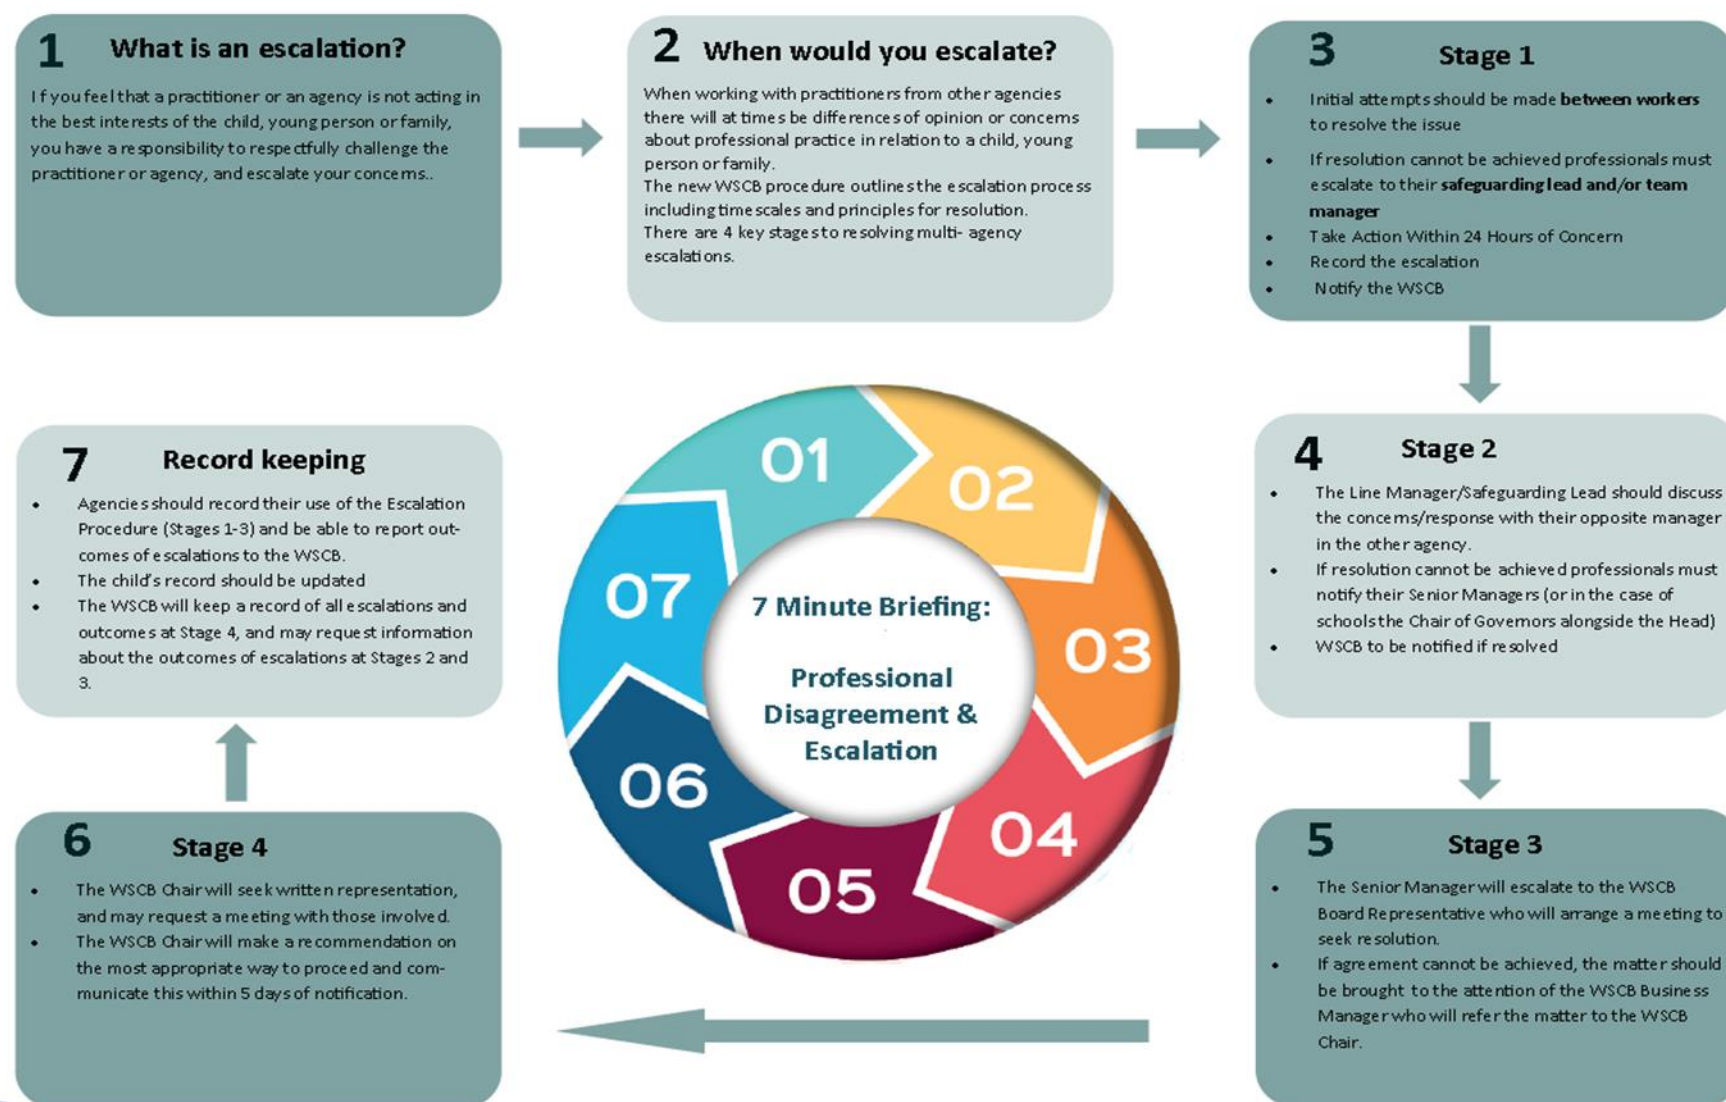 1 What is an escalation?
If you feel that a practitioner or an agency is not acting in
the best interests of the child, young person or family,
you have a responsibility to respectfully challenge the
practitioner or agency, and escalate your concerns..
2 When would you escalate?
When working with practitioners from other agencies
there will at times be differences of opinion or concerns
about professional practice in relation to a child, young
person or family.
The new WSCB procedure outlines the escalation process
including timescales and principles for resolution.
There are 4 key stages to resolving multi- agency
escalations.
3 Stage 1
• Initial attempts should be made between workers
to resolve the issue
• If resolution cannot be achieved professionals must
escalate to their safeguarding lead and/or team
manager
• Take Action Within 24 Hours of Concern
• Record the escalation
• Notify the WSCB
4 Stage 2
• The Line Manager/Safeguarding Lead should discuss
the concerns/response with their opposite manager
in the other agency.
• If resolution cannot be achieved professionals must
notify their Senior Managers (or in the case of
schools the Chair of Governors alongside the Head)
• WSCB to be notified if resolved
5 Stage 3
• The Senior Manager will escalate to the WSCB
Board Representative who will arrange a meeting to
seek resolution.
• If agreement cannot be achieved, the matter should
be brought to the attention of the WSCB Business
Manager who will refer the matter to the WSCB
Chair.
6 Stage 4
• The WSCB Chair will seek written representation,
and may request a meeting with those involved.
• The WSCB Chair will make a recommendation on
the most appropriate way to proceed and com-
municate this within 5 days of notification.
7 Record keeping
• Agencies should record their use of the Escalation
Procedure (Stages 1-3) and be able to report out-
comes of escalations to the WSCB.
• The child's record should be updated
• The WSCB will keep a record of all escalations and
outcomes at Stage 4, and may request information
about the outcomes of escalations at Stages 2 and
3.
01
02
03
04
05
06
07
7 Minute Briefing:
Professional
Disagreement &
Escalation